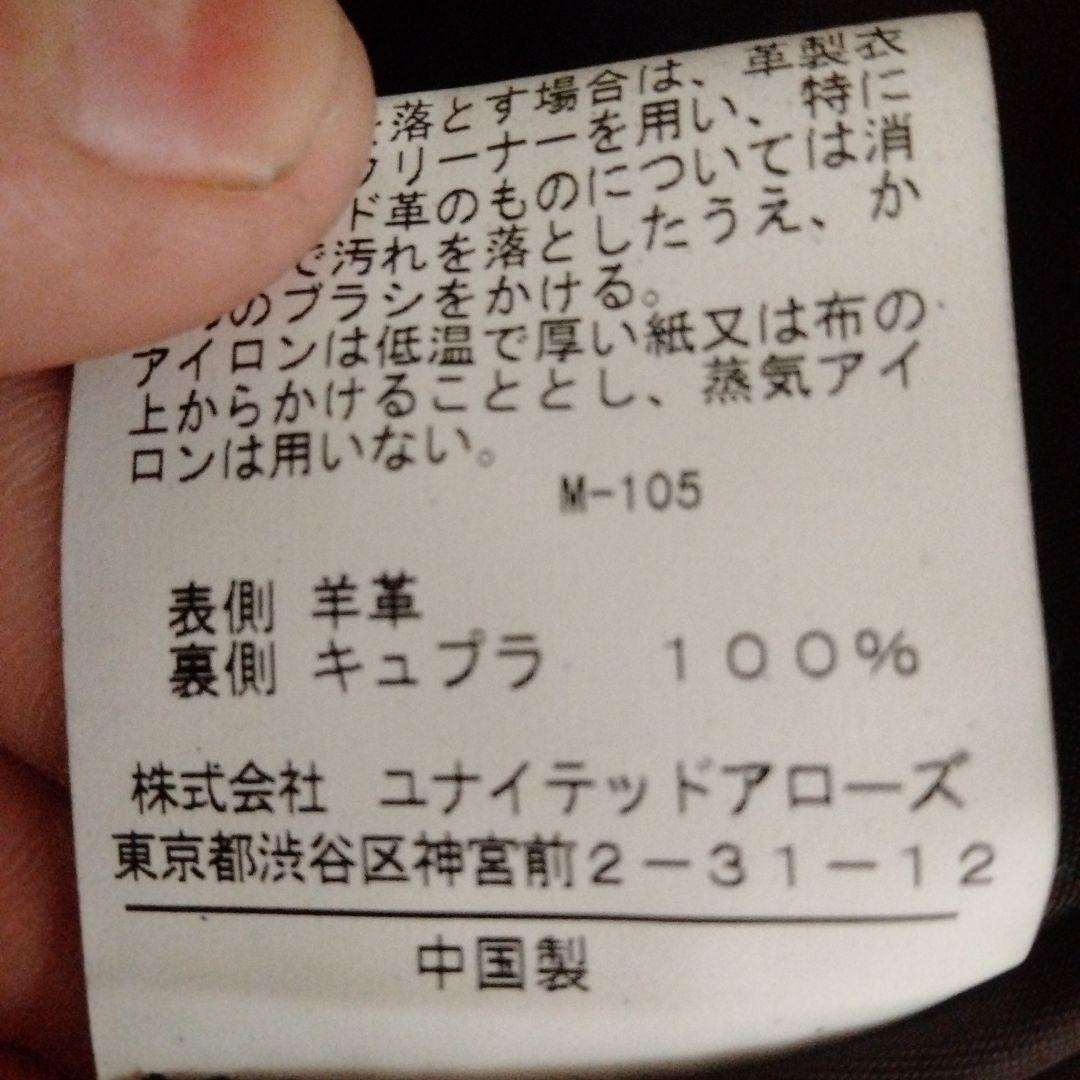 落とす場合は、革製衣
リーナーを用い、特に
ド革のものについては消
で汚れを落としたうえ、か
のブラシをかける。
アイロンは低温で厚い紙又は布の
上からかけることとし、蒸気アイ
ロンは用いない。
M-105
表側 羊革
裏側 キュプラ 100%
株式会社 ユナイテッドアローズ
東京都渋谷区神宮前2-31-12
中国製